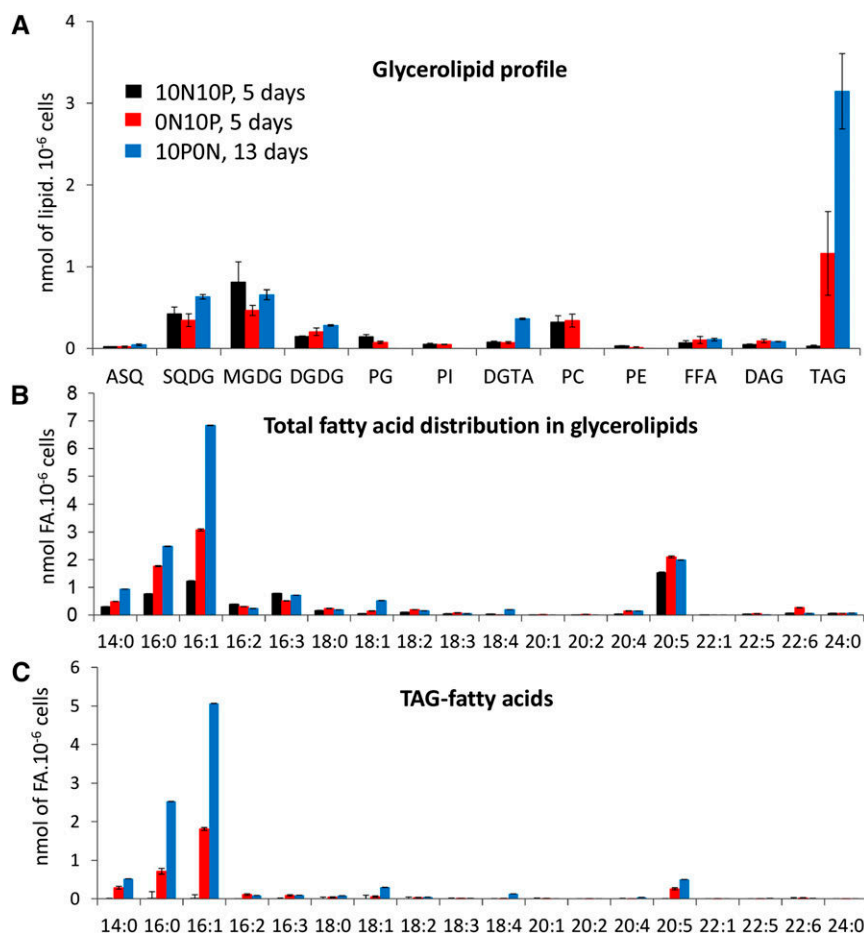 A
Glycerolipid profile
10N10P, 5 days
0N10P, 5 days
10P0N, 13 days
nmol of lipid. 10⁻⁶ cells
4
3
2
1
0
ASQ SQDG MGDG DGDG PG PI DGTA PC PE FFA DAG TAG
B
Total fatty acid distribution in glycerolipids
nmol FA.10⁻⁶ cells
8
7
6
5
4
3
2
1
0
14:0 16:0 16:1 16:2 16:3 18:0 18:1 18:2 18:3 18:4 20:1 20:2 20:4 20:5 22:1 22:5 22:6 24:0
C
TAG-fatty acids
nmol of FA.10⁻⁶ cells
6
5
4
3
2
1
0
14:0 16:0 16:1 16:2 16:3 18:0 18:1 18:2 18:3 18:4 20:1 20:2 20:4 20:5 22:1 22:5 22:6 24:0